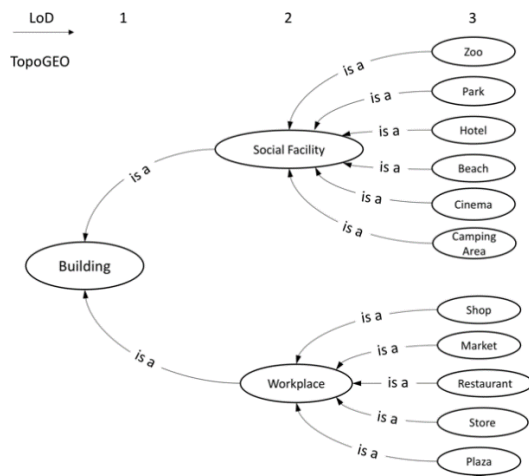 LoD 1 2 3
TopoGEO
Zoo
is a
Park
is a
is a
Hotel
Social Facility
is a
Beach
is a
Cinema
is a
is a
Camping
Area
Building
Shop
is a
Market
is a
is a
Workplace
is a
Restaurant
is a
Store
is a
Plaza